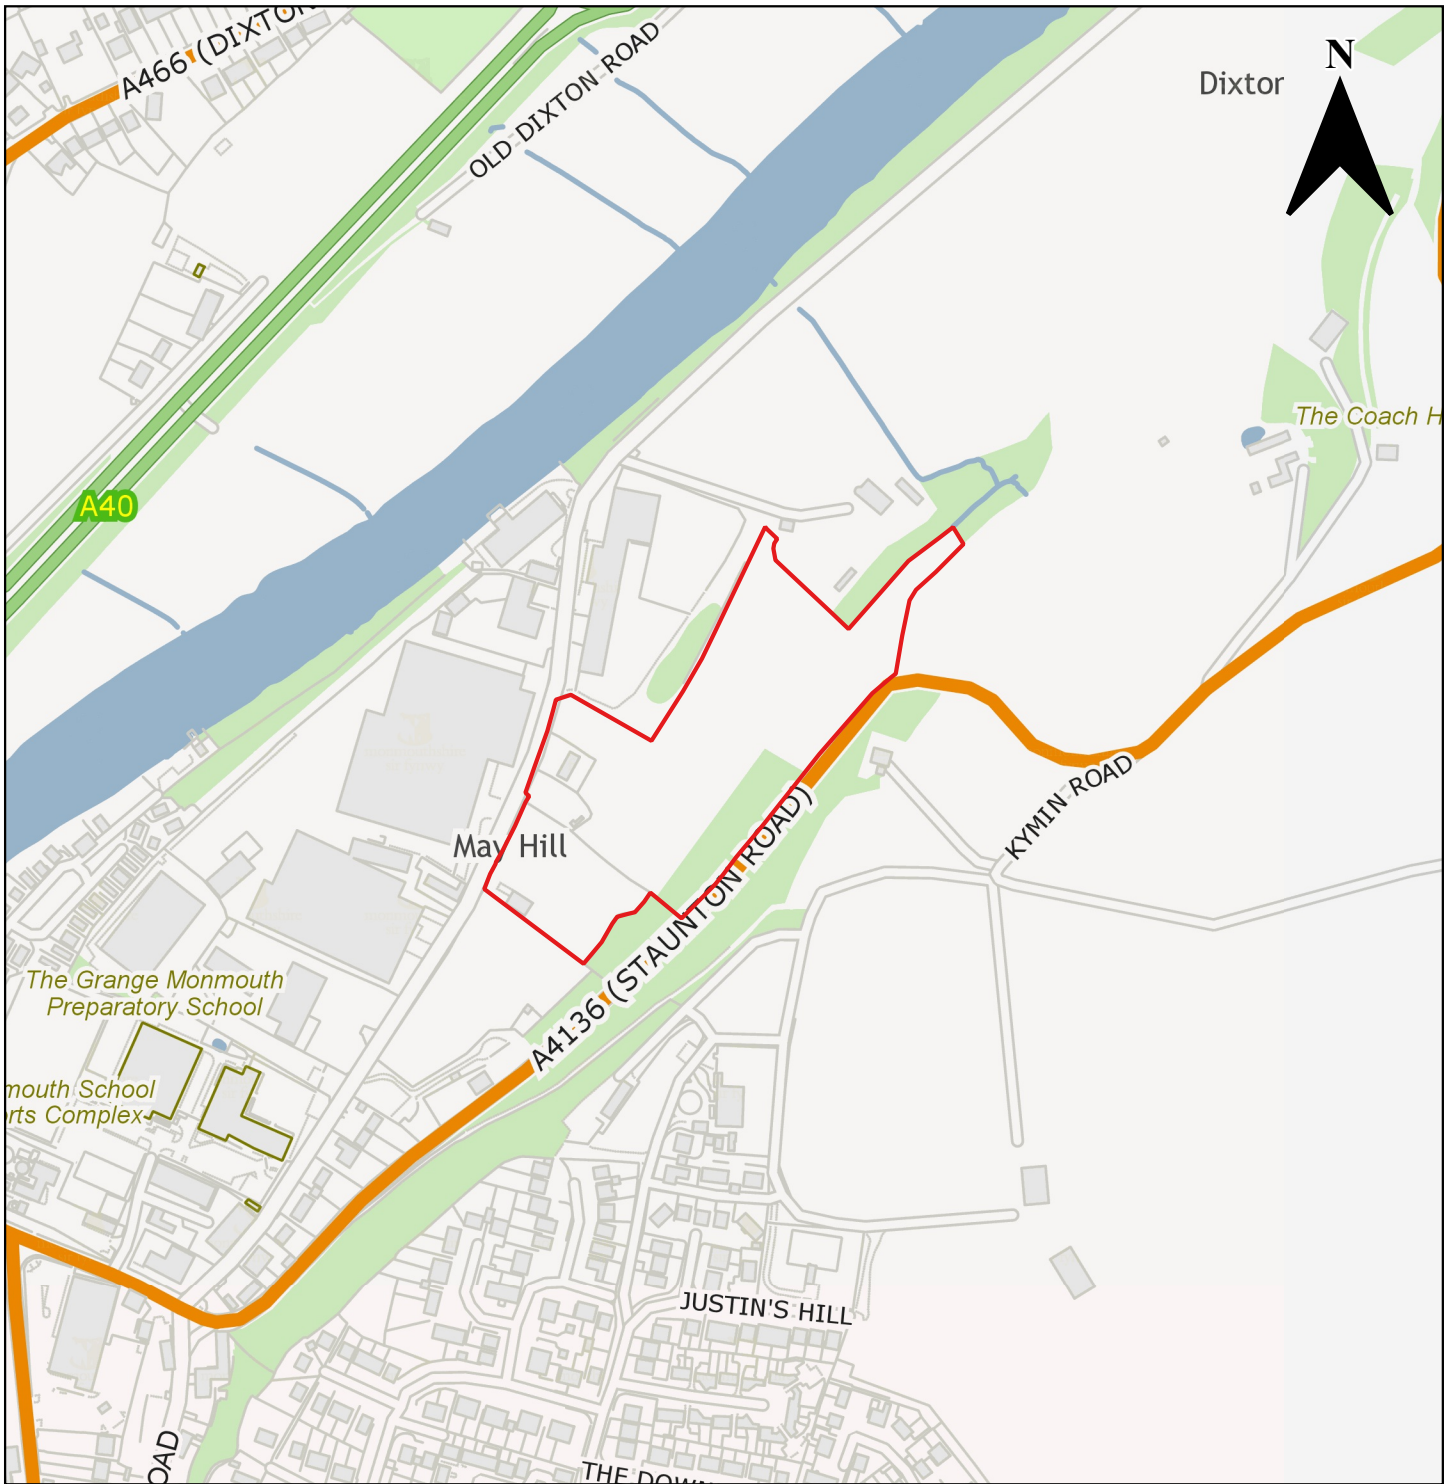 A466 (DIXTON
OLD DIXTON ROAD
N
Dixton
The Coach H
A40
May Hill
KYMIN ROAD
A4136 (STAUNTON ROAD)
The Grange Monmouth
Preparatory School
mouth School
orts Complex
JUSTIN'S HILL
OAD
THE DOWN